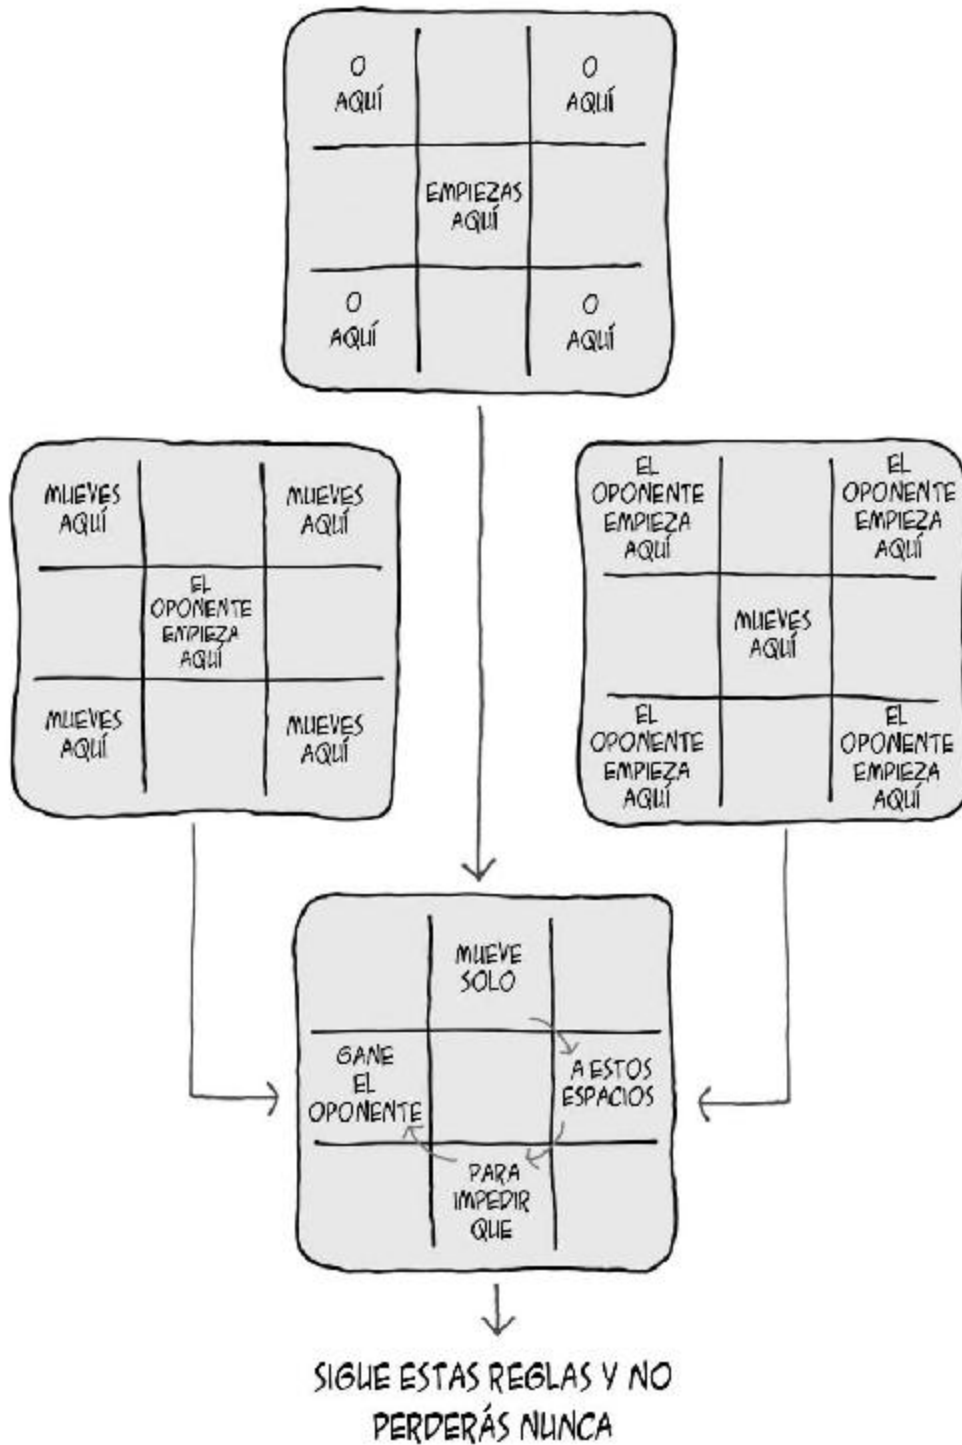 O
AQUÍ
O
AQUÍ
EMPIEZAS
AQUÍ
O
AQUÍ
O
AQUÍ
MUEVES
AQUÍ
MUEVES
AQUÍ
EL
OPONENTE
EMPIEZA
AQUÍ
MUEVES
AQUÍ
MUEVES
AQUÍ
EL
OPONENTE
EMPIEZA
AQUÍ
EL
OPONENTE
EMPIEZA
AQUÍ
MUEVES
AQUÍ
EL
OPONENTE
EMPIEZA
AQUÍ
EL
OPONENTE
EMPIEZA
AQUÍ
MUEVE
SOLO
A ESTOS
ESPACIOS
PARA
IMPEDIR
QUE
GANE
EL
OPONENTE
SIGUE ESTAS REGLAS Y NO
PERDERÁS NUNCA